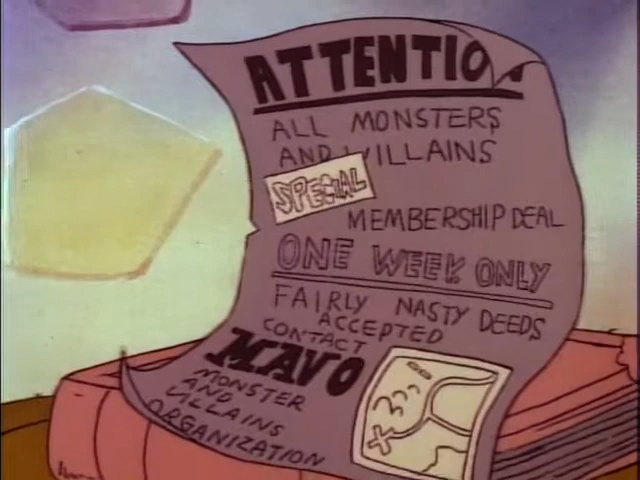 ATTENTION
ALL MONSTERS
AND VILLAINS
SPECIAL
MEMBERSHIP DEAL
ONE WEEK ONLY
FAIRLY NASTY DEEDS
ACCEPTED
CONTACT
MAVO
MONSTER
AND
VILLAINS
ORGANIZATION